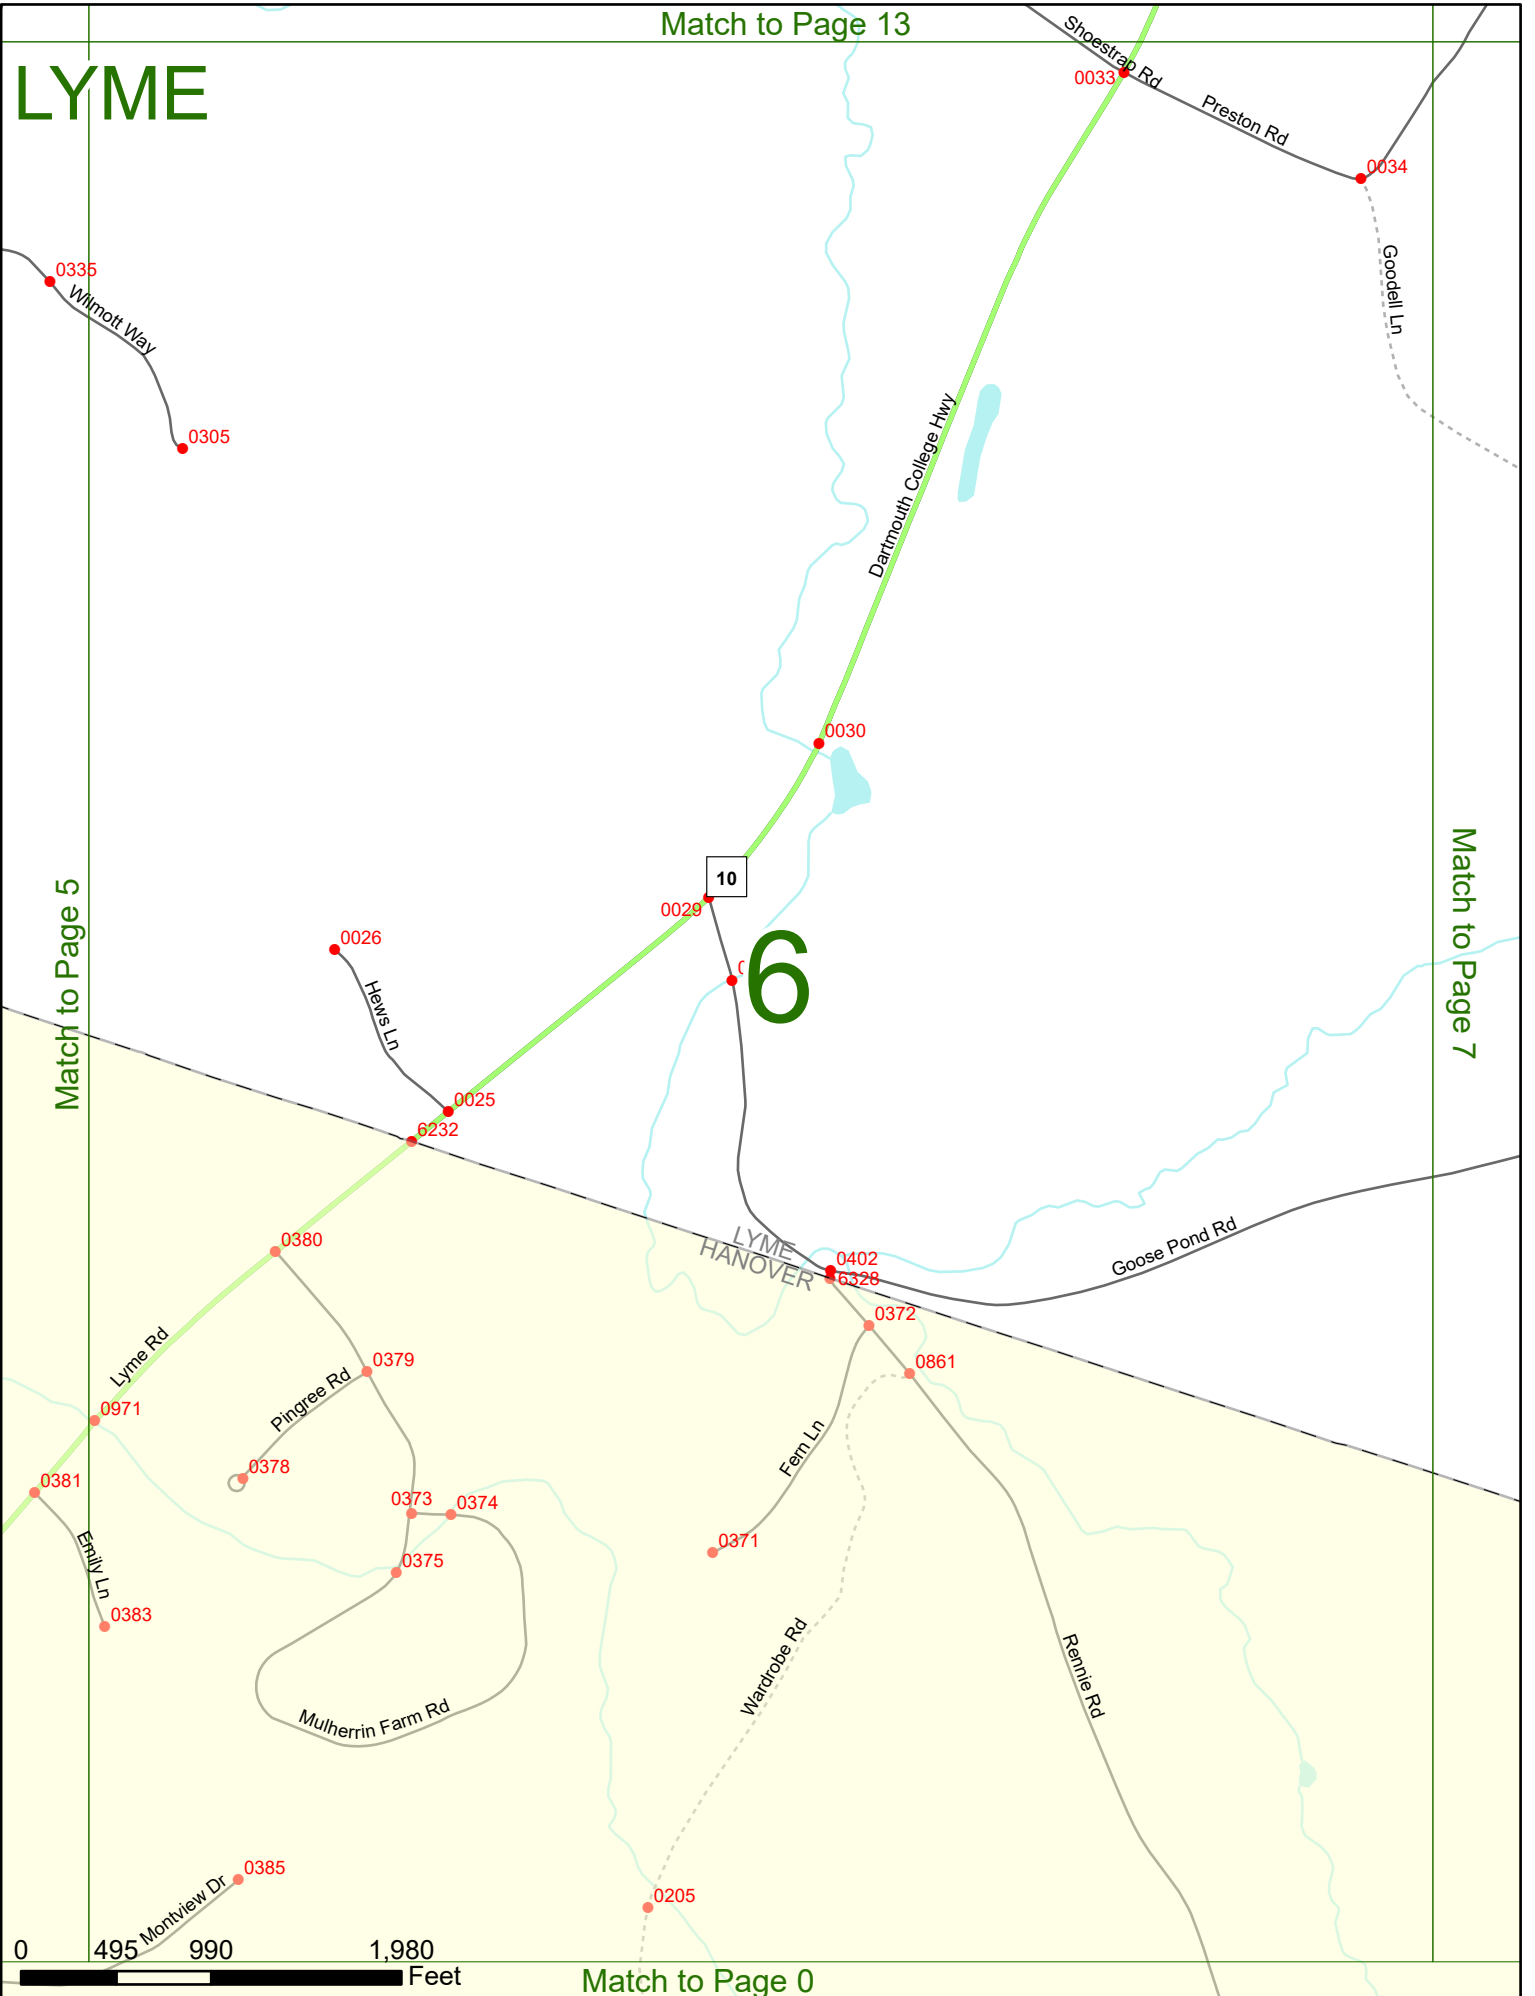 Match to Page 13
LYME
Shoestrap Rd
0033
Preston Rd
0034
Goodell Ln
0335
Wilmott Way
0305
Dartmouth College Hwy
0030
10
0029
6
0026
Hews Ln
0025
6232
Match to Page 5
Match to Page 7
LYME
HANOVER
0402
6328
Goose Pond Rd
0380
0372
0379
0861
Lyme Rd
Pingree Rd
0971
Fern Ln
0378
0381
0373
0374
0371
Emily Ln
0375
0383
Wardrobe Rd
Rennie Rd
Mulherrin Farm Rd
0385
Montview Dr
0205
0 495 990 1,980
Feet
Match to Page 0